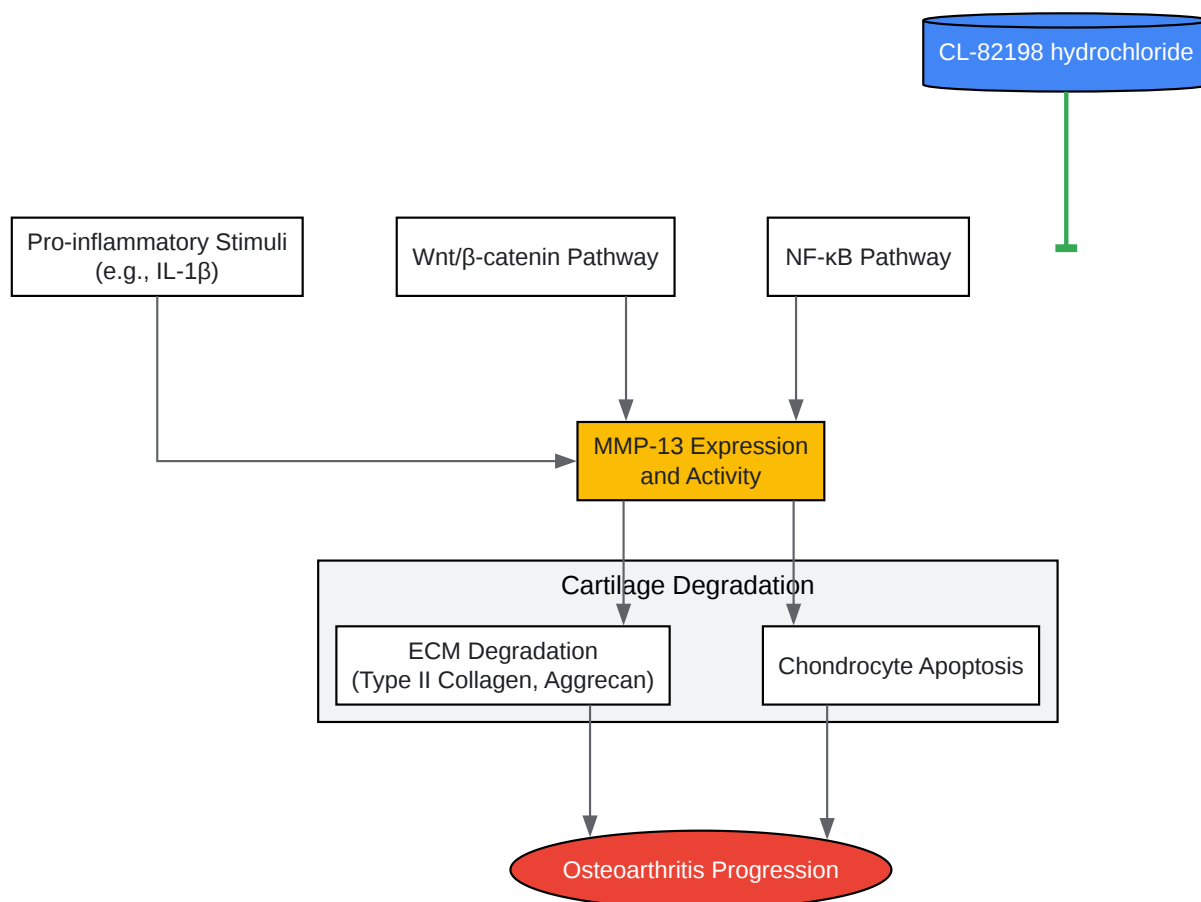 CL-82198 hydrochloride
Pro-inflammatory Stimuli
(e.g., IL-1β)
Wnt/β-catenin Pathway
NF-κB Pathway
MMP-13 Expression
and Activity
Cartilage Degradation
ECM Degradation
(Type II Collagen, Aggrecan)
Chondrocyte Apoptosis
Osteoarthritis Progression